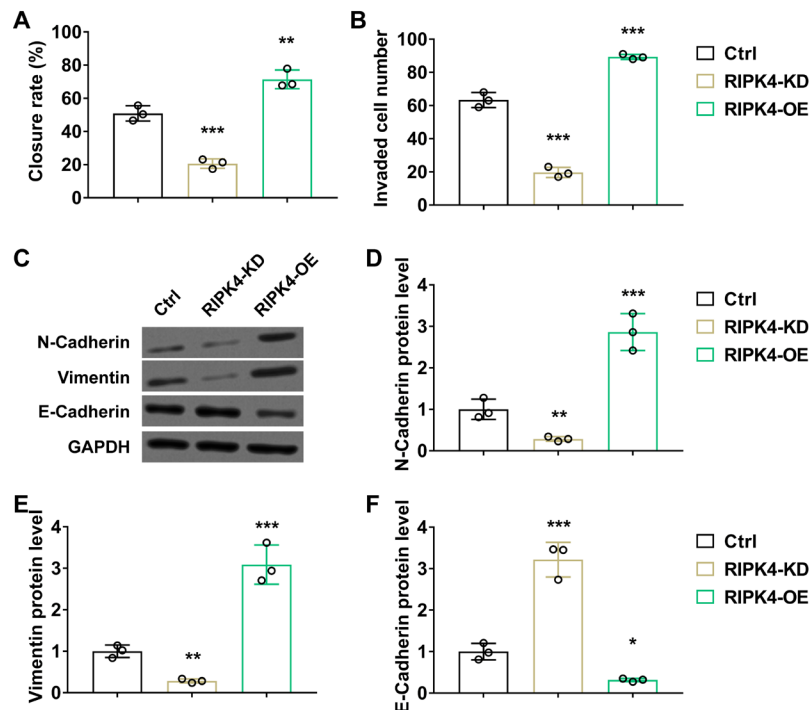 A
Closure rate (%)
100
80
60
40
20
0
***
**
B
Invaded cell number
100
80
60
40
20
0
***
***
Ctrl
RIPK4-KD
RIPK4-OE
C
Ctrl
RIPK4-KD
RIPK4-OE
N-Cadherin
Vimentin
E-Cadherin
GAPDH
D
N-Cadherin protein level
4
3
2
1
0
**
***
Ctrl
RIPK4-KD
RIPK4-OE
E
Vimentin protein level
4
3
2
1
0
**
***
F
E-Cadherin protein level
4
3
2
1
0
***
*
Ctrl
RIPK4-KD
RIPK4-OE